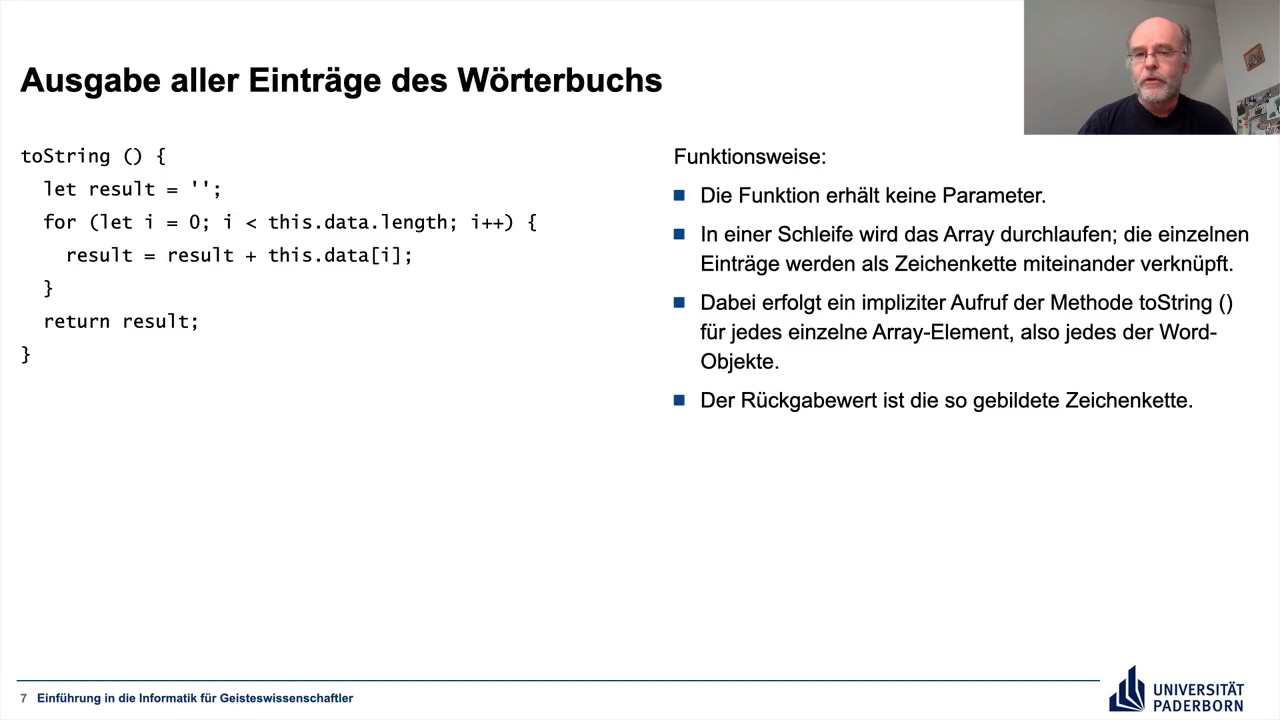 Ausgabe aller Einträge des Wörterbuchs
toString () {
  let result = '';
  for (let i = 0; i < this.data.length; i++) {
    result = result + this.data[i];
  }
  return result;
}
Funktionsweise:
Die Funktion erhält keine Parameter.
In einer Schleife wird das Array durchlaufen; die einzelnen
Einträge werden als Zeichenkette miteinander verknüpft.
Dabei erfolgt ein impliziter Aufruf der Methode toString ()
für jedes einzelne Array-Element, also jedes der Word-
Objekte.
Der Rückgabewert ist die so gebildete Zeichenkette.
7 Einführung in die Informatik für Geisteswissenschaftler
UNIVERSITÄT
PADERBORN